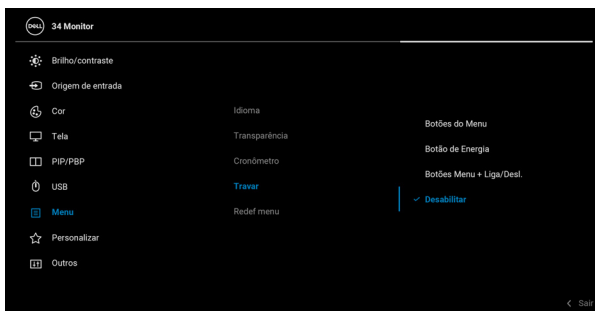 DELL 34 Monitor
Brilho/contraste
Origem de entrada
Cor
Tela
PIP/PBP
USB
Menu
Personalizar
Outros
Idioma
Transparência
Cronômetro
Travar
Redef menu
Botões do Menu
Botão de Energia
Botões Menu + Liga/Desl.
Desabilitar
Sair